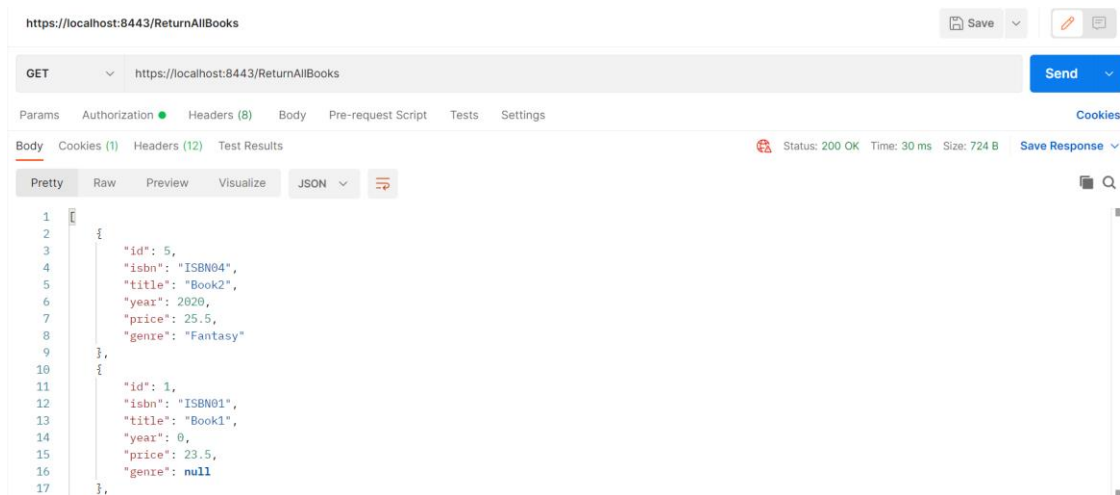 https://localhost:8443/ReturnAllBooks Save
GET https://localhost:8443/ReturnAllBooks Send
Params Authorization Headers (8) Body Pre-request Script Tests Settings Cookies
Body Cookies (1) Headers (12) Test Results Status: 200 OK Time: 30 ms Size: 724 B Save Response
Pretty Raw Preview Visualize JSON
1 [
2 {
3 "id": 5,
4 "isbn": "ISBN04",
5 "title": "Book2",
6 "year": 2020,
7 "price": 25.5,
8 "genre": "Fantasy"
9 },
10 {
11 "id": 1,
12 "isbn": "ISBN01",
13 "title": "Book1",
14 "year": 0,
15 "price": 23.5,
16 "genre": null
17 },